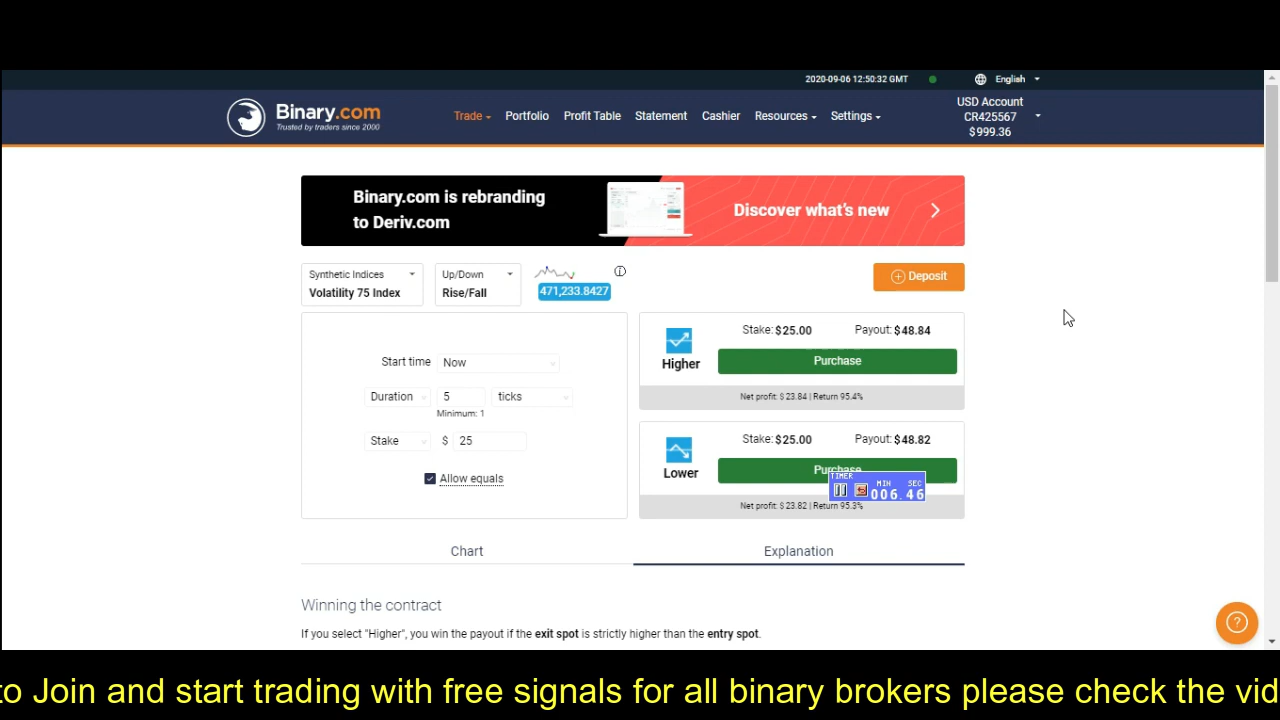 2020-09-06 12:50:32 GMT
English
Binary.com
Trusted by traders since 2000
Trade
Portfolio
Profit Table
Statement
Cashier
Resources
Settings
USD Account
CR425567
$999.36
Binary.com is rebranding
to Deriv.com
Discover what's new
Synthetic Indices
Volatility 75 Index
Up/Down
Rise/Fall
471,233.8427
Deposit
Start time Now
Duration 5 ticks
Minimum: 1
Stake $ 25
Allow equals
Higher
Stake: $25.00 Payout: $48.84
Purchase
Net profit: $ 23.84 | Return 95.4%
Lower
Stake: $25.00 Payout: $48.82
Purchase
TIMER
MIN SEC
006.46
Net profit: $ 23.82 | Return 95.3%
Chart
Explanation
Winning the contract
If you select "Higher", you win the payout if the exit spot is strictly higher than the entry spot.
?
to Join and start trading with free signals for all binary brokers please check the vid